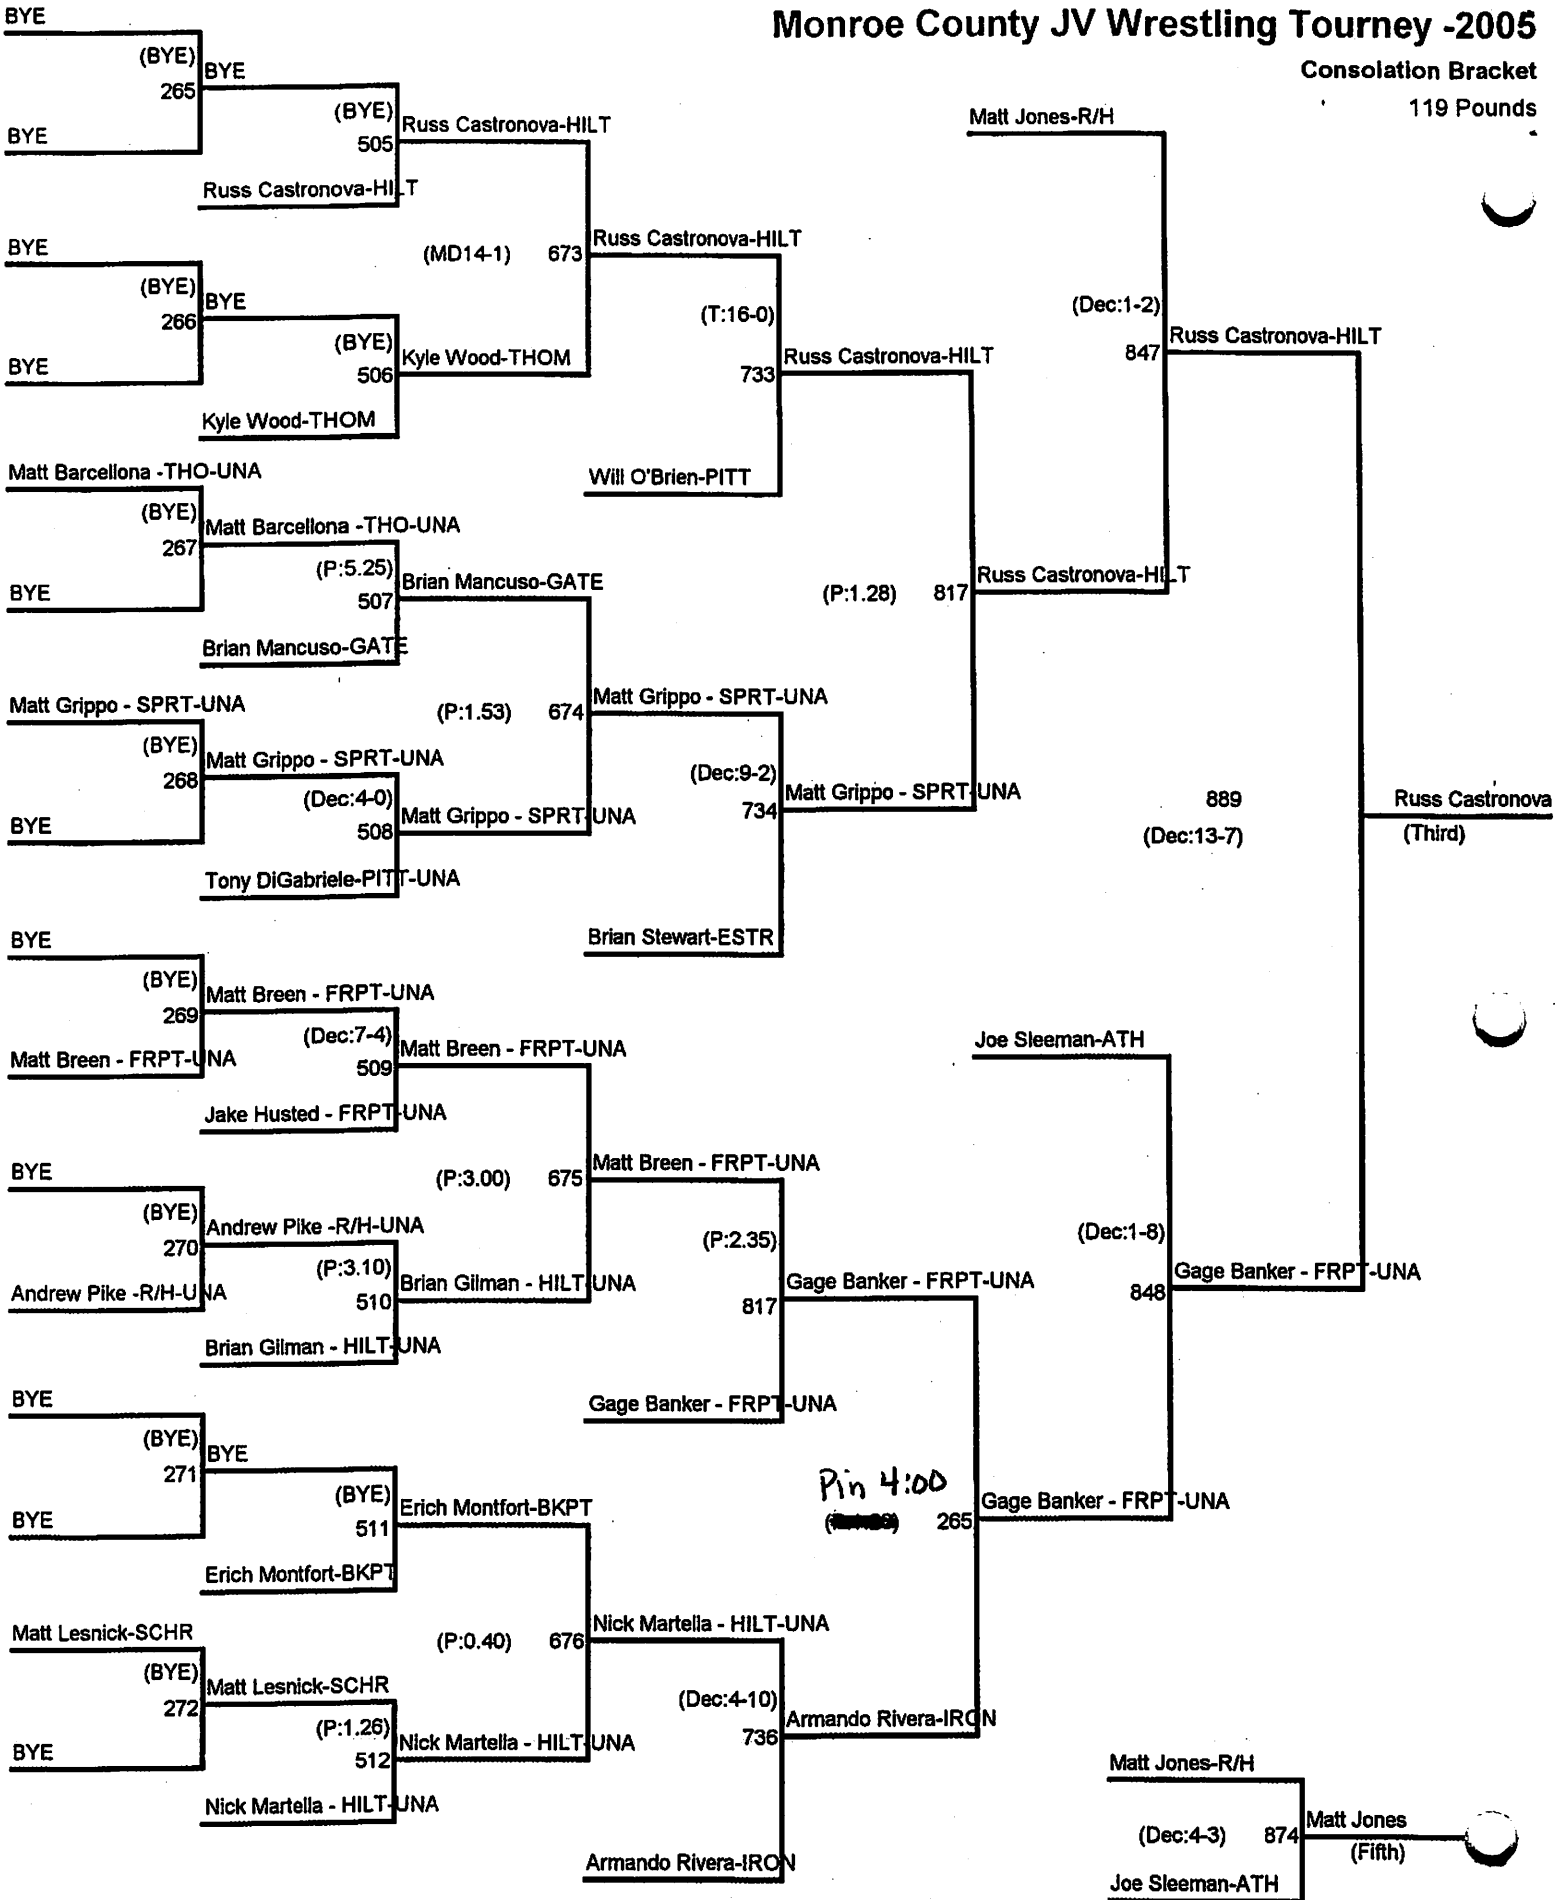 Monroe County JV Wrestling Tourney -2005
Consolation Bracket
119 Pounds
BYE
(BYE)
265
BYE
BYE
(BYE)
505
Russ Castronova-HILT
Russ Castronova-HILT
BYE
(BYE)
266
BYE
BYE
(BYE)
506
Kyle Wood-THOM
Kyle Wood-THOM
(MD14-1) 673
Russ Castronova-HILT
(T:16-0)
733
Russ Castronova-HILT
Will O'Brien-PITT
Matt Barcellona -THO-UNA
(BYE)
267
Matt Barcellona -THO-UNA
BYE
(P:5.25)
507
Brian Mancuso-GATE
Brian Mancuso-GATE
Matt Grippo - SPRT-UNA
(BYE)
268
Matt Grippo - SPRT-UNA
BYE
(Dec:4-0)
508
Matt Grippo - SPRT-UNA
Tony DiGabriele-PITT-UNA
(P:1.53) 674
Matt Grippo - SPRT-UNA
(Dec:9-2)
734
Matt Grippo - SPRT-UNA
Brian Stewart-ESTR
(P:1.28) 817
Russ Castronova-HILT
Matt Jones-R/H
(Dec:1-2)
847
Russ Castronova-HILT
BYE
(BYE)
269
Matt Breen - FRPT-UNA
Matt Breen - FRPT-UNA
(Dec:7-4)
509
Matt Breen - FRPT-UNA
Jake Husted - FRPT-UNA
BYE
(BYE)
270
Andrew Pike -R/H-UNA
Andrew Pike -R/H-UNA
(P:3.10)
510
Brian Gilman - HILT-UNA
Brian Gilman - HILT-UNA
(P:3.00) 675
Matt Breen - FRPT-UNA
(P:2.35)
817
Gage Banker - FRPT-UNA
Gage Banker - FRPT-UNA
BYE
(BYE)
271
BYE
BYE
(BYE)
511
Erich Montfort-BKPT
Erich Montfort-BKPT
Matt Lesnick-SCHR
(BYE)
272
Matt Lesnick-SCHR
BYE
(P:1.26)
512
Nick Martella - HILT-UNA
Nick Martella - HILT-UNA
(P:0.40) 676
Nick Martella - HILT-UNA
(Dec:4-10)
736
Armando Rivera-IRON
Armando Rivera-IRON
Pin 4:00
265
Gage Banker - FRPT-UNA
Joe Sleeman-ATH
(Dec:1-8)
848
Gage Banker - FRPT-UNA
889
(Dec:13-7)
Russ Castronova
(Third)
Matt Jones-R/H
(Dec:4-3) 874
Matt Jones
(Fifth)
Joe Sleeman-ATH